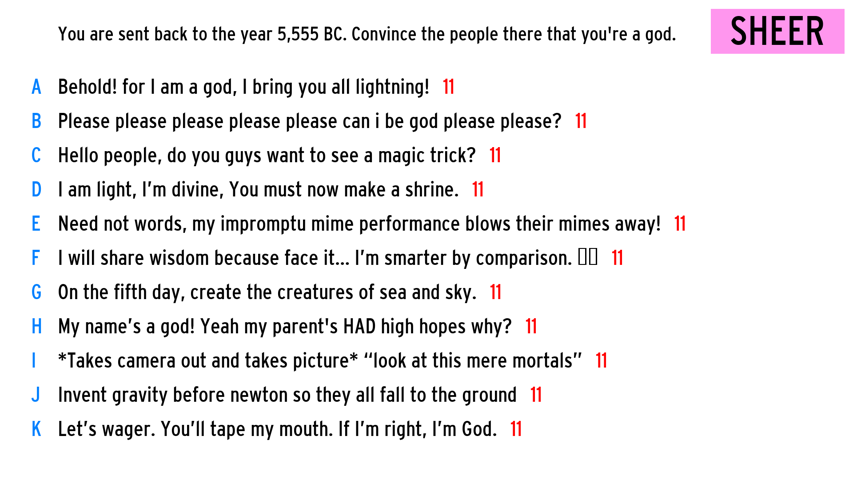 You are sent back to the year 5,555 BC. Convince the people there that you're a god.
SHEER
A Behold! for I am a god, I bring you all lightning! 11
B Please please please please please can i be god please please? 11
C Hello people, do you guys want to see a magic trick? 11
D I am light, I’m divine, You must now make a shrine. 11
E Need not words, my impromptu mime performance blows their mimes away! 11
F I will share wisdom because face it... I’m smarter by comparison. 11
G On the fifth day, create the creatures of sea and sky. 11
H My name’s a god! Yeah my parent's HAD high hopes why? 11
I *Takes camera out and takes picture* “look at this mere mortals” 11
J Invent gravity before newton so they all fall to the ground 11
K Let’s wager. You’ll tape my mouth. If I’m right, I’m God. 11